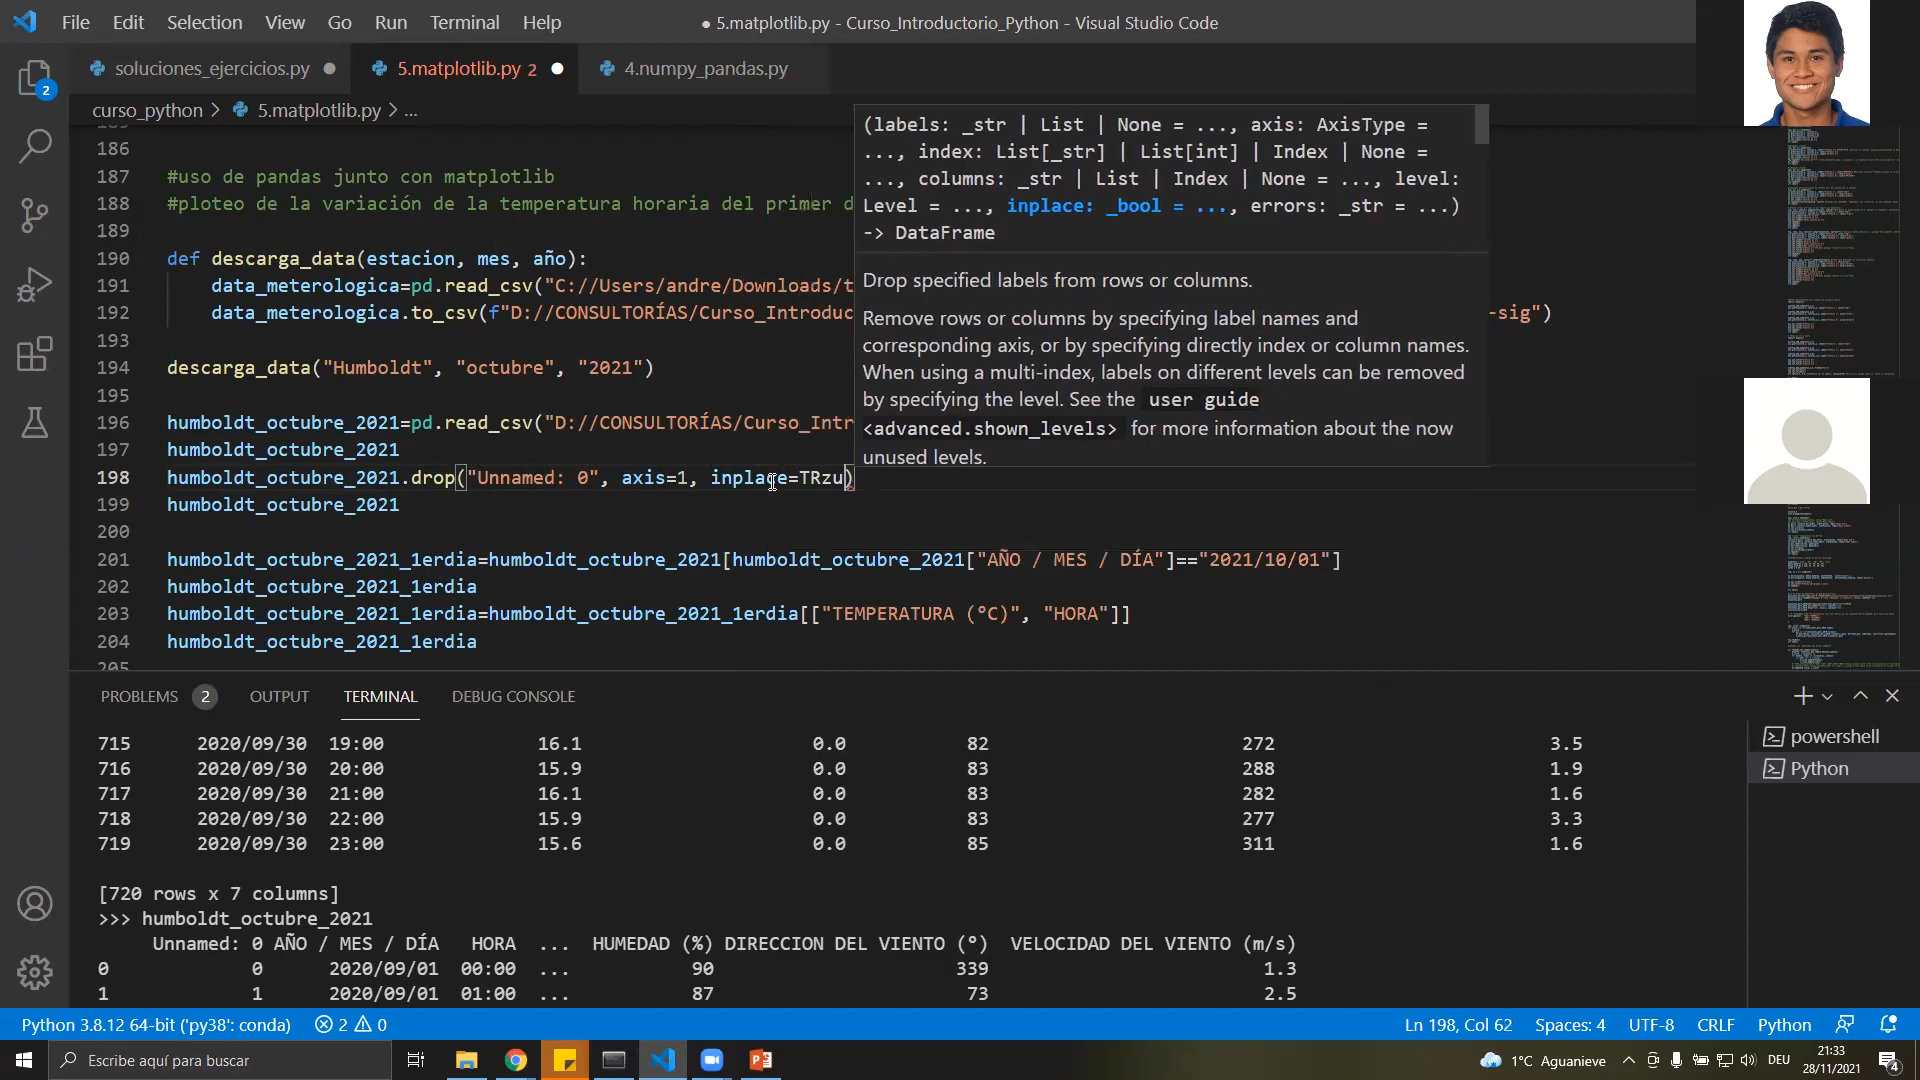 File Edit Selection View Go Run Terminal Help
● 5.matplotlib.py - Curso_Introductorio_Python - Visual Studio Code
soluciones_ejercicios.py ● 5.matplotlib.py 2 ● 4.numpy_pandas.py
2
curso_python > 5.matplotlib.py > ...
186
187 #uso de pandas junto con matplotlib
188 #ploteo de la variación de la temperatura horaria del primer d
189
190 def descarga_data(estacion, mes, año):
191 data_meterologica=pd.read_csv("C://Users/andre/Downloads/t
192 data_meterologica.to_csv(f"D://CONSULTORÍAS/Curso_Introduc -sig")
193
194 descarga_data("Humboldt", "octubre", "2021")
195
196 humboldt_octubre_2021=pd.read_csv("D://CONSULTORÍAS/Curso_Intr
197 humboldt_octubre_2021
198 humboldt_octubre_2021.drop("Unnamed: 0", axis=1, inplace=TRzu)
199 humboldt_octubre_2021
200
201 humboldt_octubre_2021_1erdia=humboldt_octubre_2021[humboldt_octubre_2021["AÑO / MES / DÍA"]=="2021/10/01"]
202 humboldt_octubre_2021_1erdia
203 humboldt_octubre_2021_1erdia=humboldt_octubre_2021_1erdia[["TEMPERATURA (°C)", "HORA"]]
204 humboldt_octubre_2021_1erdia
205
(labels: _str | List | None = ..., axis: AxisType =
..., index: List[_str] | List[int] | Index | None =
..., columns: _str | List | Index | None = ..., level:
Level = ..., inplace: _bool = ..., errors: _str = ...)
-> DataFrame
Drop specified labels from rows or columns.
Remove rows or columns by specifying label names and
corresponding axis, or by specifying directly index or column names.
When using a multi-index, labels on different levels can be removed
by specifying the level. See the user guide
<advanced.shown_levels> for more information about the now
unused levels.
PROBLEMS 2 OUTPUT TERMINAL DEBUG CONSOLE
715 2020/09/30 19:00 16.1 0.0 82 272 3.5
716 2020/09/30 20:00 15.9 0.0 83 288 1.9
717 2020/09/30 21:00 16.1 0.0 83 282 1.6
718 2020/09/30 22:00 15.9 0.0 83 277 3.3
719 2020/09/30 23:00 15.6 0.0 85 311 1.6
[720 rows x 7 columns]
>>> humboldt_octubre_2021
Unnamed: 0 AÑO / MES / DÍA HORA ... HUMEDAD (%) DIRECCION DEL VIENTO (°) VELOCIDAD DEL VIENTO (m/s)
0 0 2020/09/01 00:00 ... 90 339 1.3
1 1 2020/09/01 01:00 ... 87 73 2.5
powershell
Python
Python 3.8.12 64-bit ('py38': conda) 2 0 Ln 198, Col 62 Spaces: 4 UTF-8 CRLF Python
Escribe aquí para buscar
1°C Aguanieve DEU 21:33
28/11/2021
4